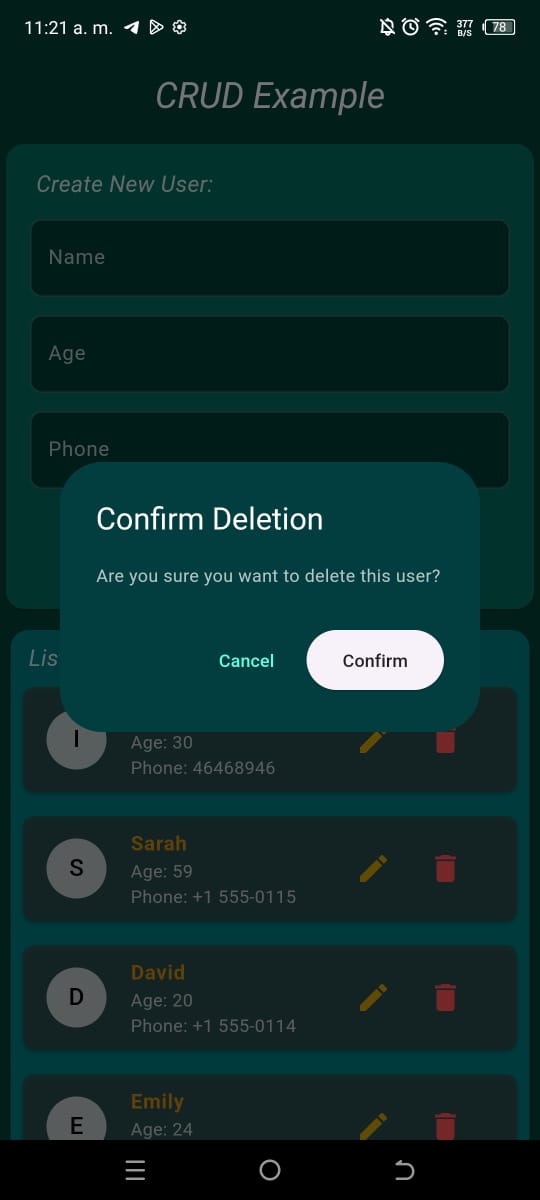 11:21 a. m.
377
B/S
78
CRUD Example
Create New User:
Name
Age
Phone
Confirm Deletion
Are you sure you want to delete this user?
Cancel
Confirm
Lis
I
Age: 30
Phone: 46468946
S
Sarah
Age: 59
Phone: +1 555-0115
D
David
Age: 20
Phone: +1 555-0114
E
Emily
Age: 24